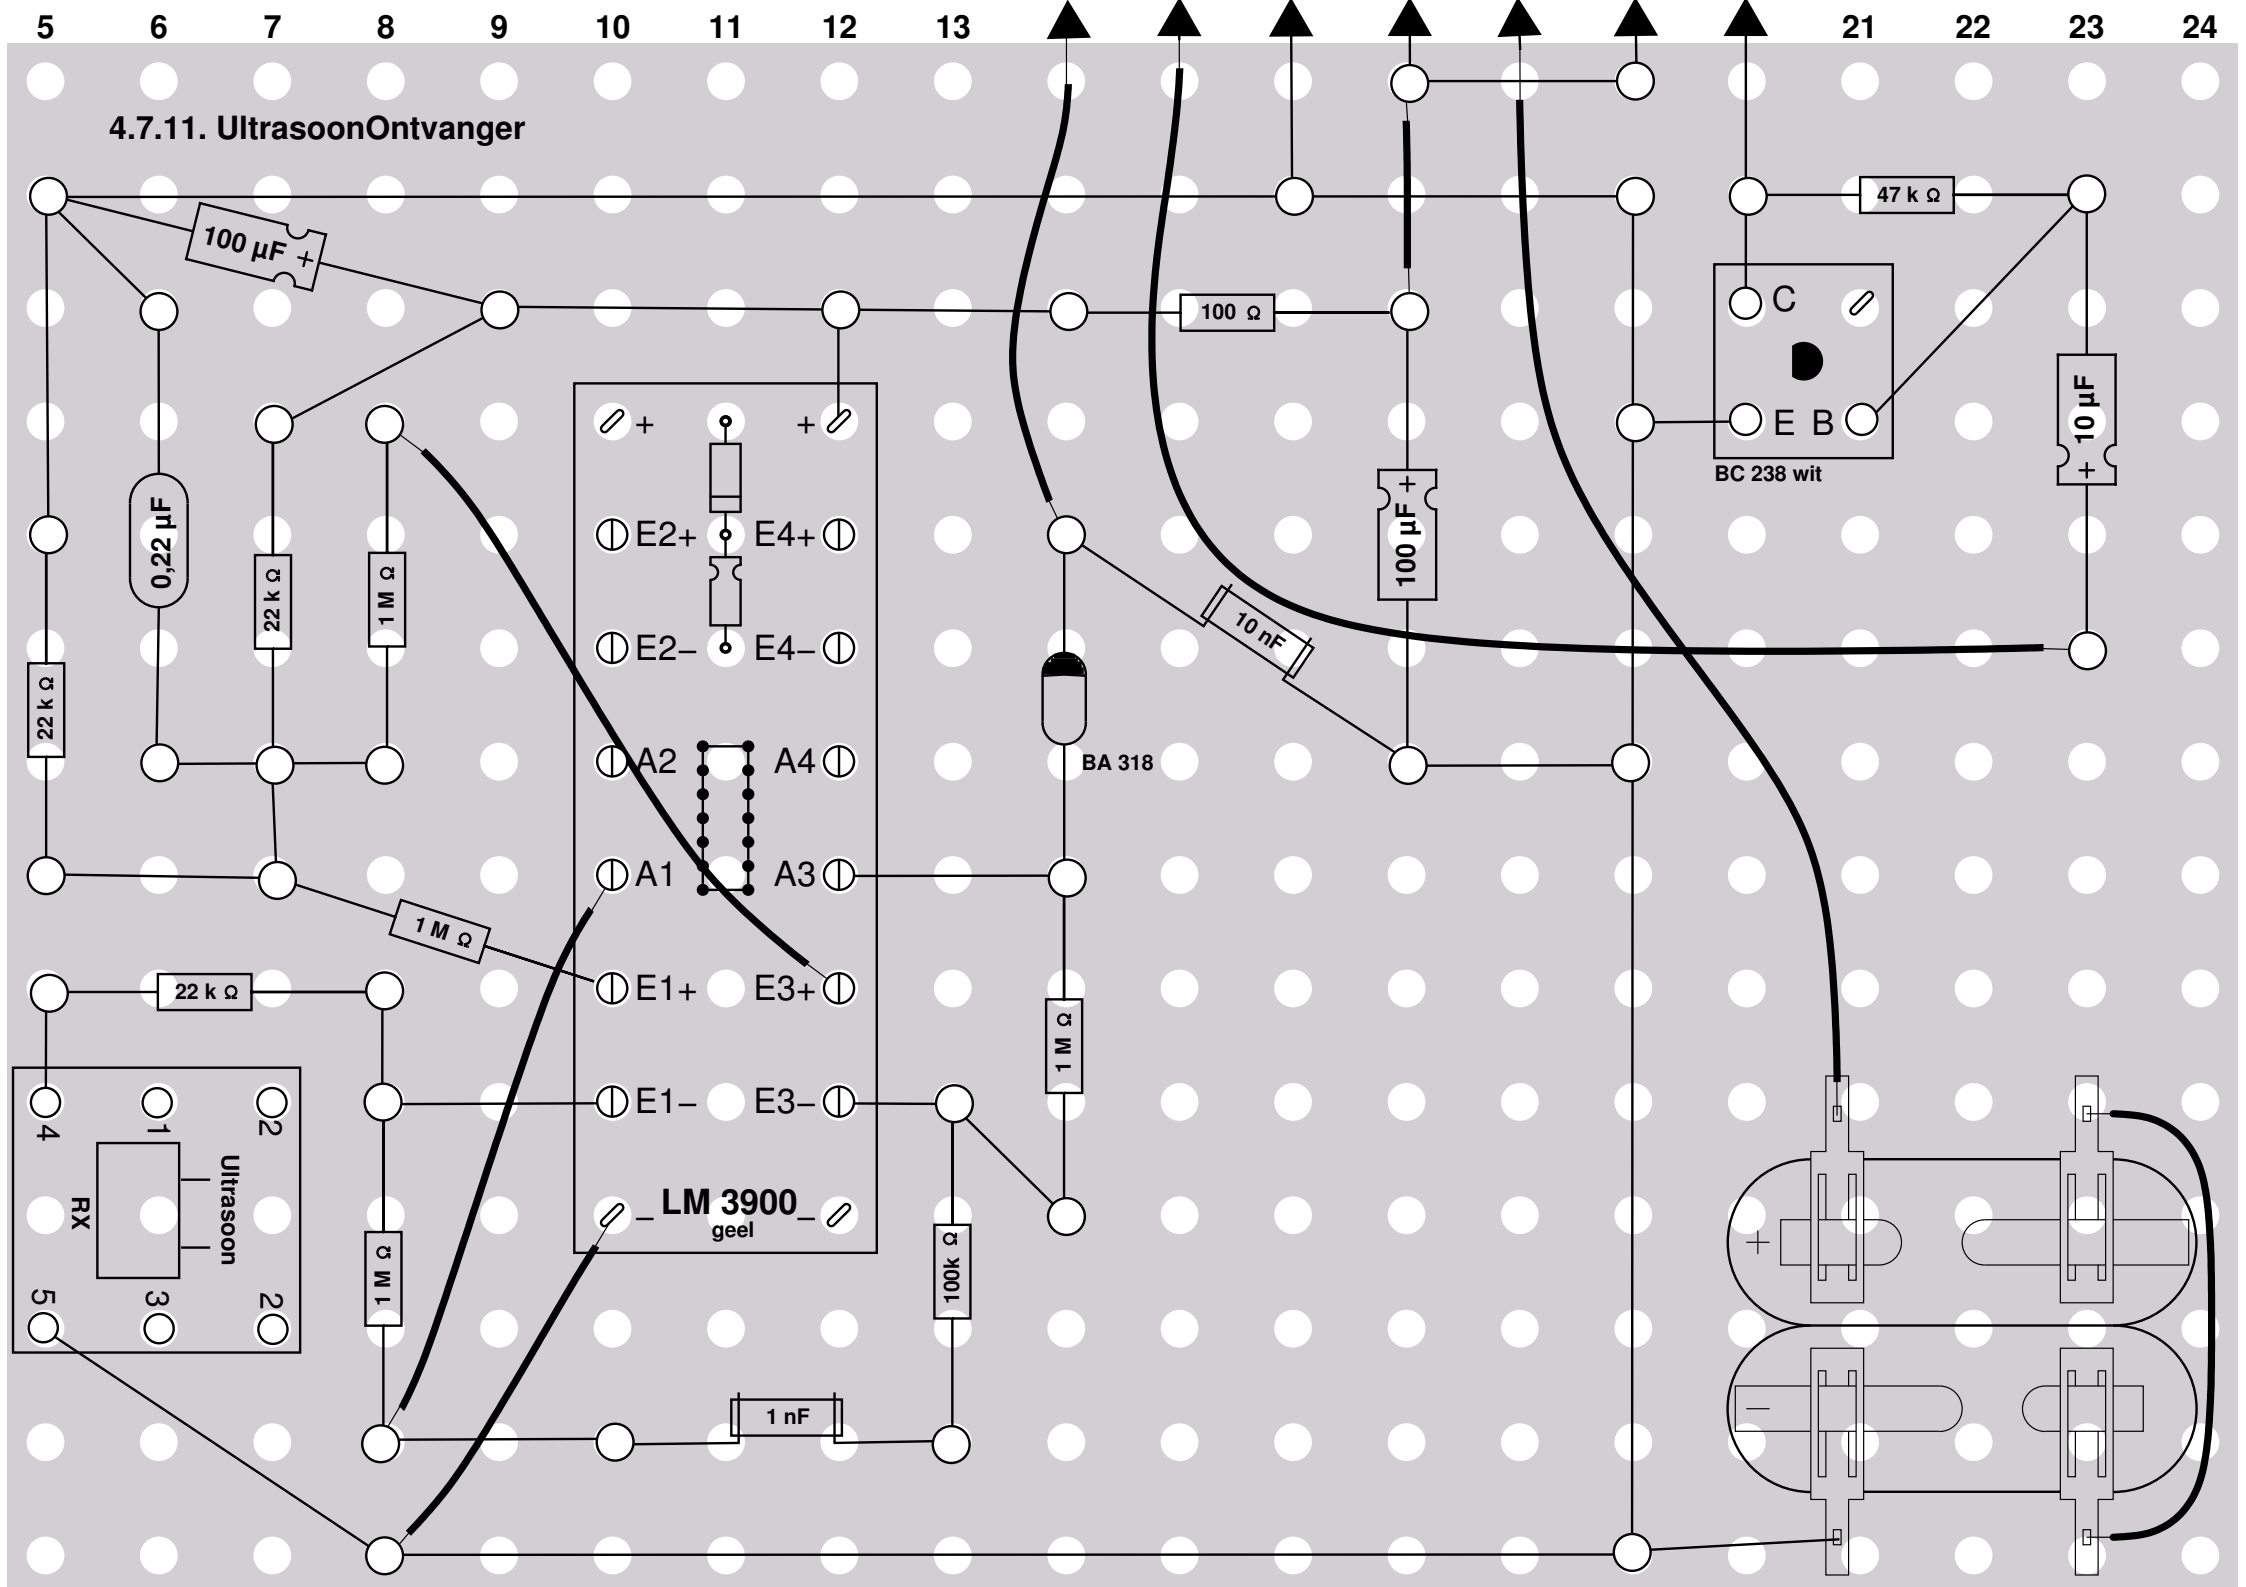 5 6 7 8 9 10 11 12 13 21 22 23 24
4.7.11. UltrasoonOntvanger
47 k Ω
100 µF +
100 Ω
C
E B
BC 238 wit
10 µF +
0,22 µF
22 k Ω
1 M Ω
22 k Ω
+ +
E2+ E4+
E2– E4–
A2 A4
A1 A3
E1+ E3+
E1– E3–
– LM 3900 –
geel
100 µF +
10 nF
BA 318
1 M Ω
22 k Ω
1 M Ω
4 1 2
Ultrasoon
RX
5 3 2
1 M Ω
100k Ω
1 nF
+
–